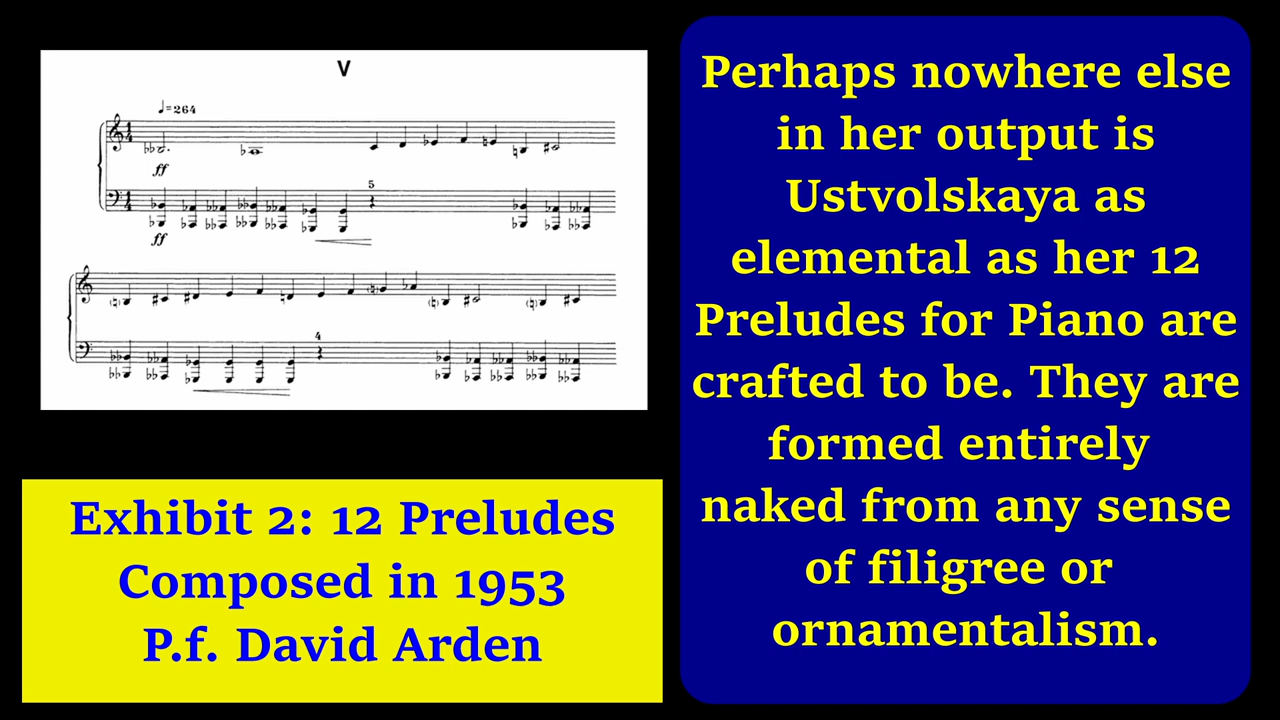 V
♩=264
ff
5
ff
4
Exhibit 2: 12 Preludes
Composed in 1953
P.f. David Arden
Perhaps nowhere else
in her output is
Ustvolskaya as
elemental as her 12
Preludes for Piano are
crafted to be. They are
formed entirely
naked from any sense
of filigree or
ornamentalism.